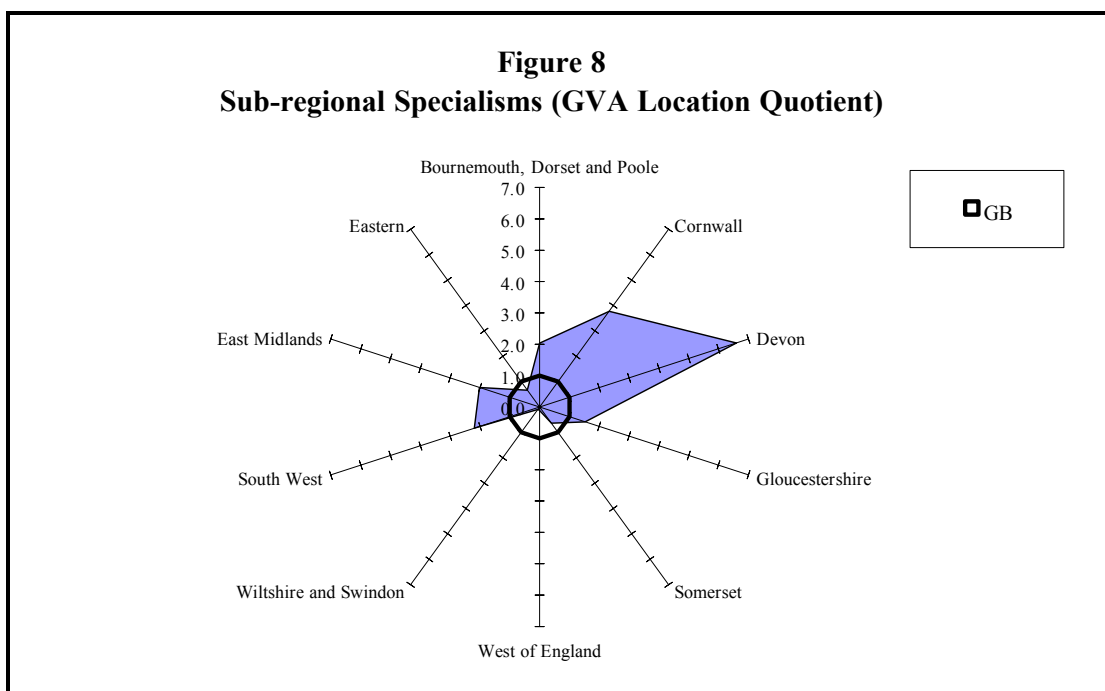 Figure 8
Sub-regional Specialisms (GVA Location Quotient)
Bournemouth, Dorset and Poole
7.0
6.0
5.0
4.0
3.0
2.0
1.0
0.0
Eastern
Cornwall
GB
East Midlands
Devon
South West
Gloucestershire
Wiltshire and Swindon
Somerset
West of England